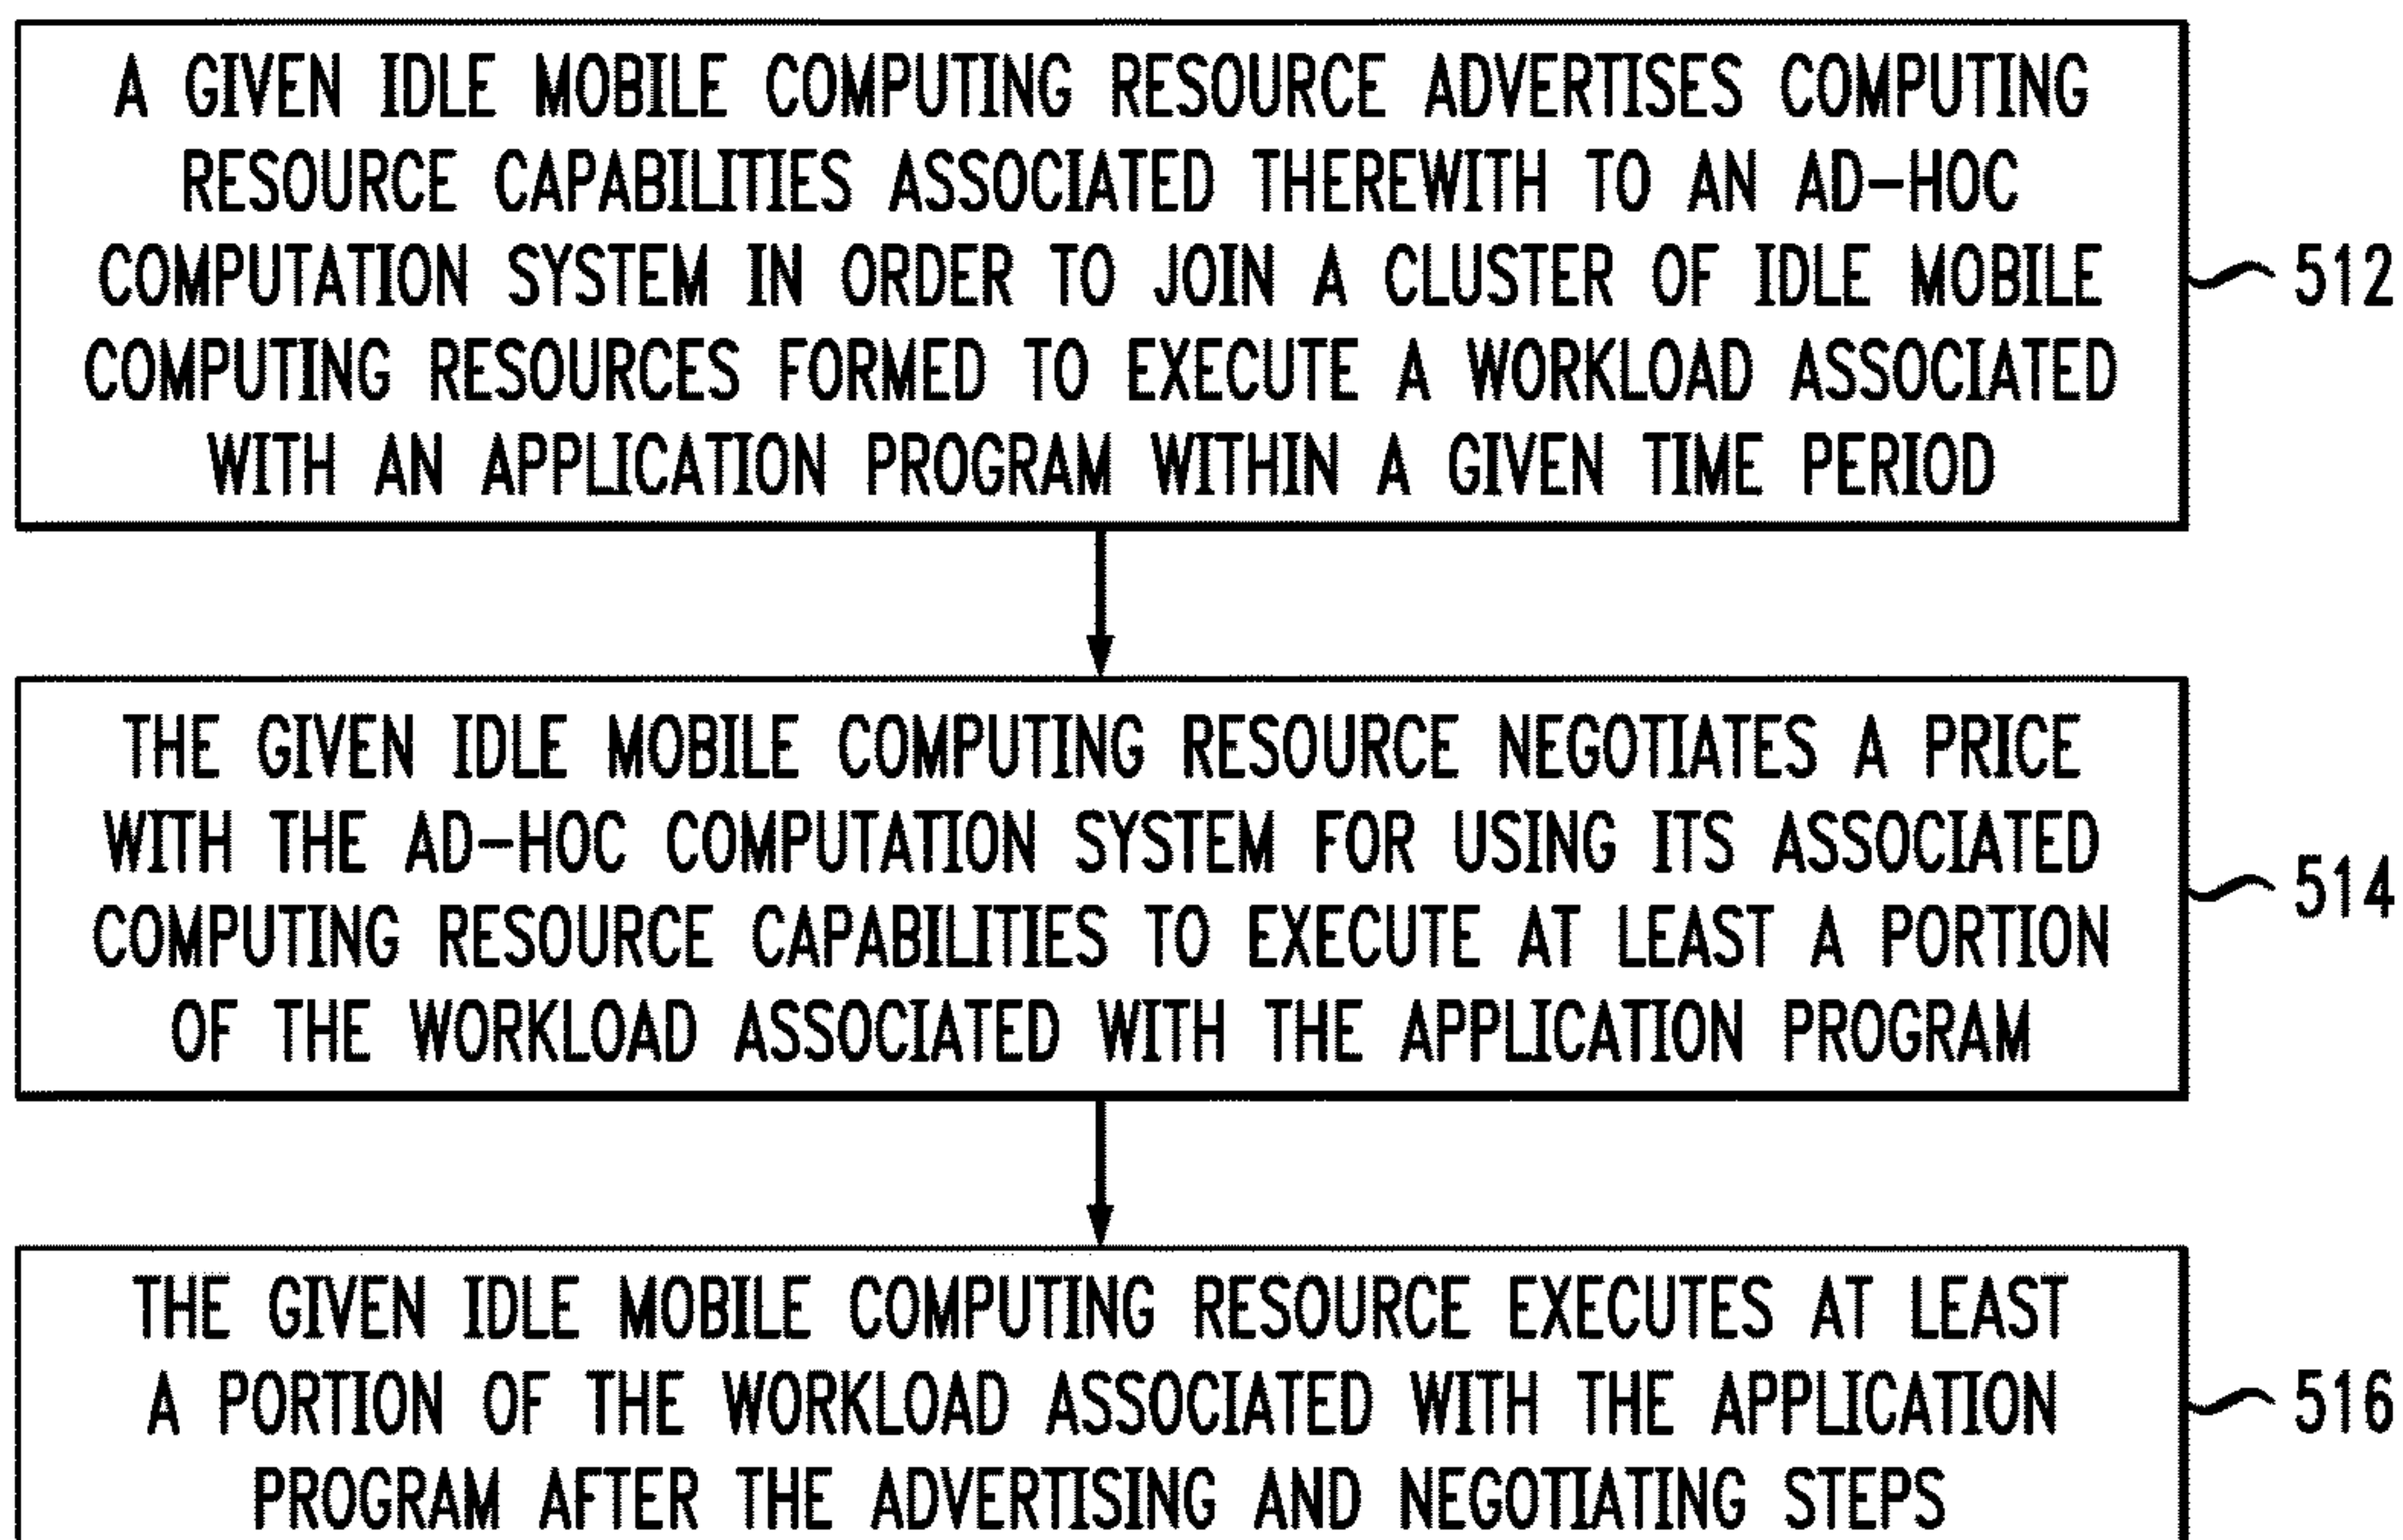 A GIVEN IDLE MOBILE COMPUTING RESOURCE ADVERTISES COMPUTING
RESOURCE CAPABILITIES ASSOCIATED THEREWITH TO AN AD-HOC
COMPUTATION SYSTEM IN ORDER TO JOIN A CLUSTER OF IDLE MOBILE
COMPUTING RESOURCES FORMED TO EXECUTE A WORKLOAD ASSOCIATED
WITH AN APPLICATION PROGRAM WITHIN A GIVEN TIME PERIOD
512
THE GIVEN IDLE MOBILE COMPUTING RESOURCE NEGOTIATES A PRICE
WITH THE AD-HOC COMPUTATION SYSTEM FOR USING ITS ASSOCIATED
COMPUTING RESOURCE CAPABILITIES TO EXECUTE AT LEAST A PORTION
OF THE WORKLOAD ASSOCIATED WITH THE APPLICATION PROGRAM
514
THE GIVEN IDLE MOBILE COMPUTING RESOURCE EXECUTES AT LEAST
A PORTION OF THE WORKLOAD ASSOCIATED WITH THE APPLICATION
PROGRAM AFTER THE ADVERTISING AND NEGOTIATING STEPS
516